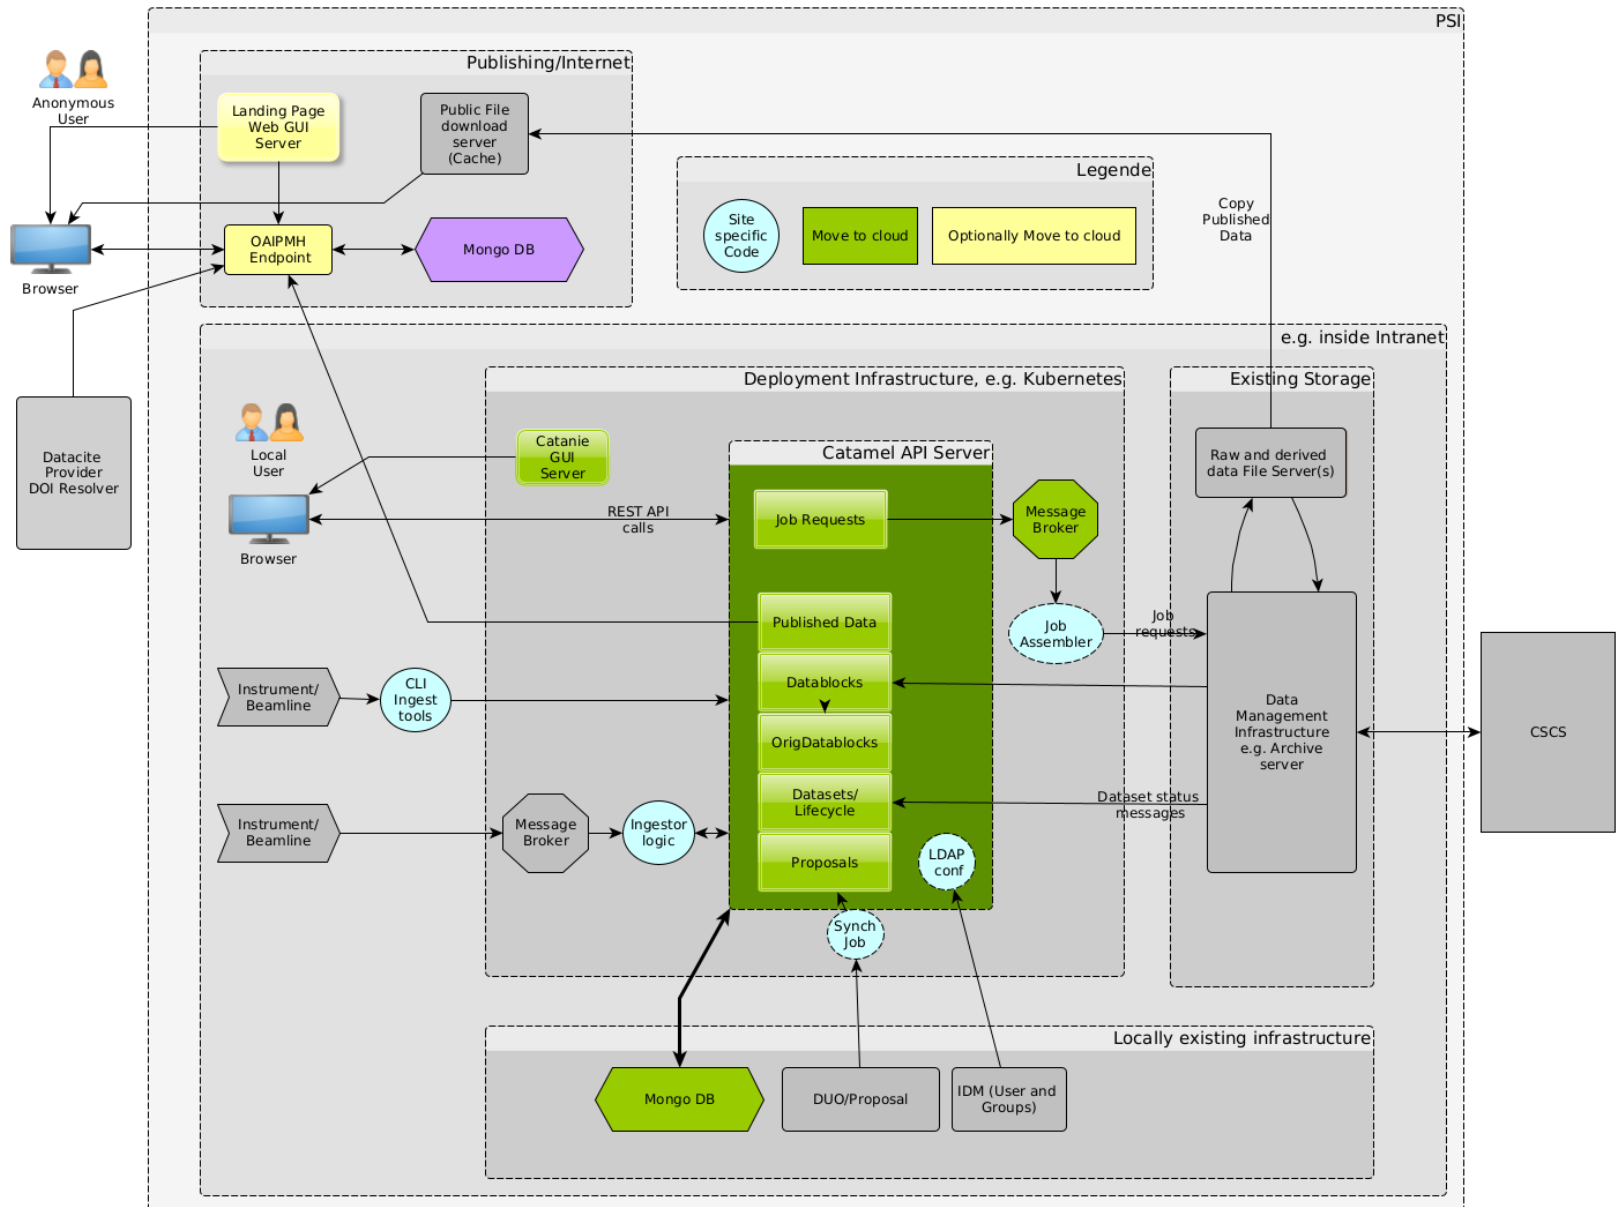 PSI
Publishing/Internet
Anonymous
User
Landing Page
Web GUI
Server
Public File
download
server
(Cache)
Legende
Site
specific
Code
Move to cloud
Optionally Move to cloud
Copy
Published
Data
OAIPMH
Endpoint
Mongo DB
Browser
e.g. inside Intranet
Deployment Infrastructure, e.g. Kubernetes
Existing Storage
Datacite
Provider
DOI Resolver
Local
User
Catanie
GUI
Server
Catamel API Server
Raw and derived
data File Server(s)
Browser
REST API
calls
Job Requests
Message
Broker
Published Data
Job
Assembler
Job
requests
Instrument/
Beamline
CLI
Ingest
tools
Datablocks
OrigDatablocks
Data
Management
Infrastructure
e.g. Archive
server
CSCS
Instrument/
Beamline
Message
Broker
Ingestor
logic
Datasets/
Lifecycle
Dataset status
messages
Proposals
LDAP
conf
Synch
Job
Locally existing infrastructure
Mongo DB
DUO/Proposal
IDM (User and
Groups)